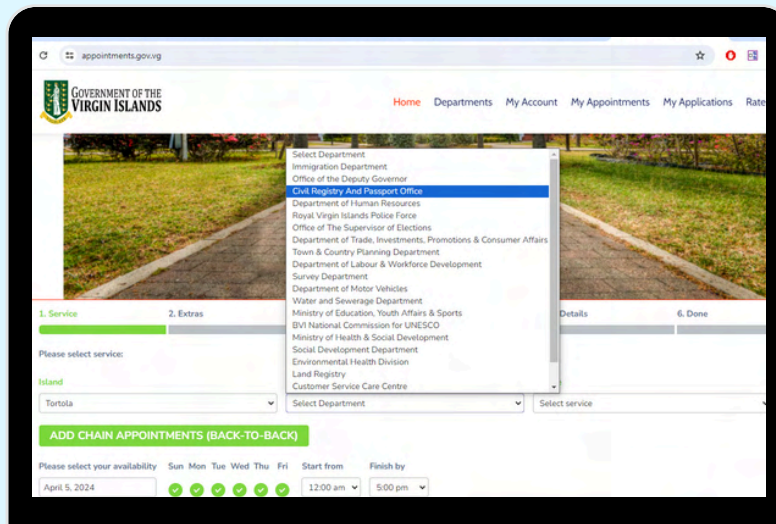 appointments.gov.vg
GOVERNMENT OF THE
VIRGIN ISLANDS
Home Departments My Account My Appointments My Applications Rate
Select Department
Immigration Department
Office of the Deputy Governor
Civil Registry And Passport Office
Department of Human Resources
Royal Virgin Islands Police Force
Office of The Supervisor of Elections
Department of Trade, Investments, Promotions & Consumer Affairs
Town & Country Planning Department
Department of Labour & Workforce Development
Survey Department
Department of Motor Vehicles
Water and Sewerage Department
Ministry of Education, Youth Affairs & Sports
BVI National Commission for UNESCO
Ministry of Health & Social Development
Social Development Department
Environmental Health Division
Land Registry
Customer Service Care Centre
1. Service 2. Extras Details 6. Done
Please select service:
Island
Tortola Select Department Select service
ADD CHAIN APPOINTMENTS (BACK-TO-BACK)
Please select your availability Sun Mon Tue Wed Thu Fri Start from Finish by
April 5, 2024 12:00 am 5:00 pm